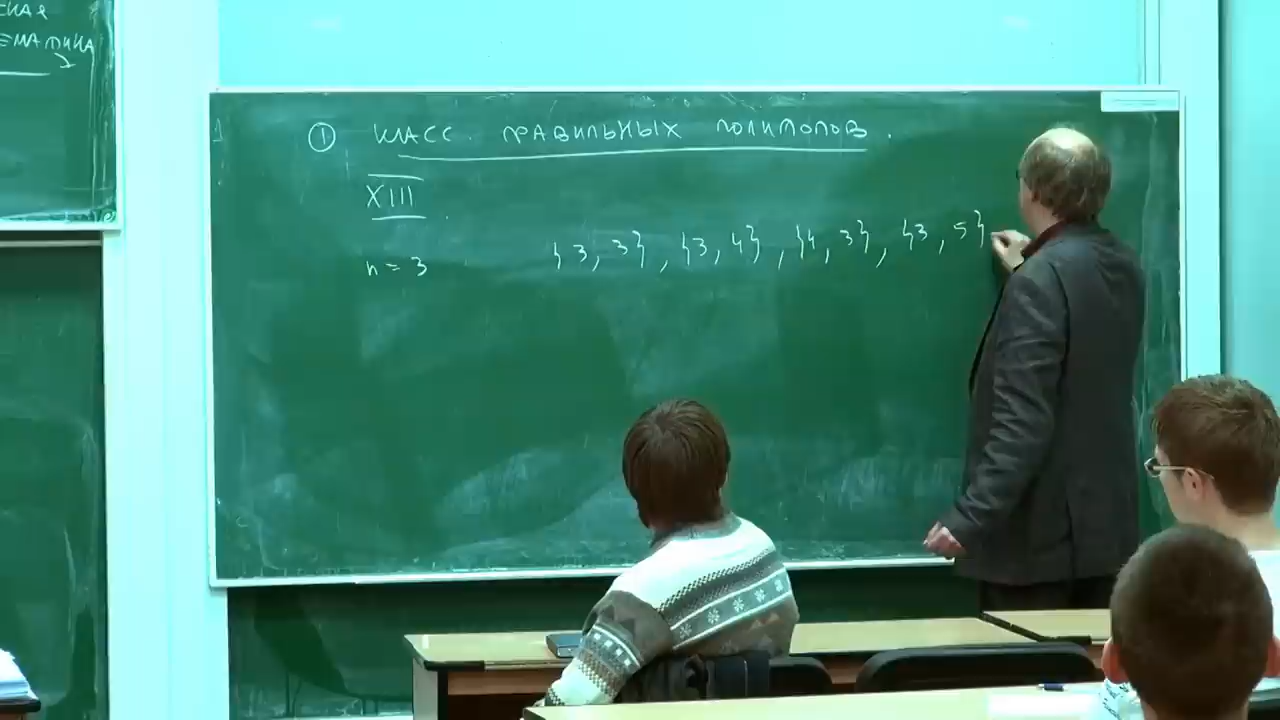 ① КЛАСС. ПРАВИЛЬНЫХ ПОЛИТОПОВ.
XIII.
n = 3 {3, 3}, {3, 4}, {4, 3}, {3, 5}